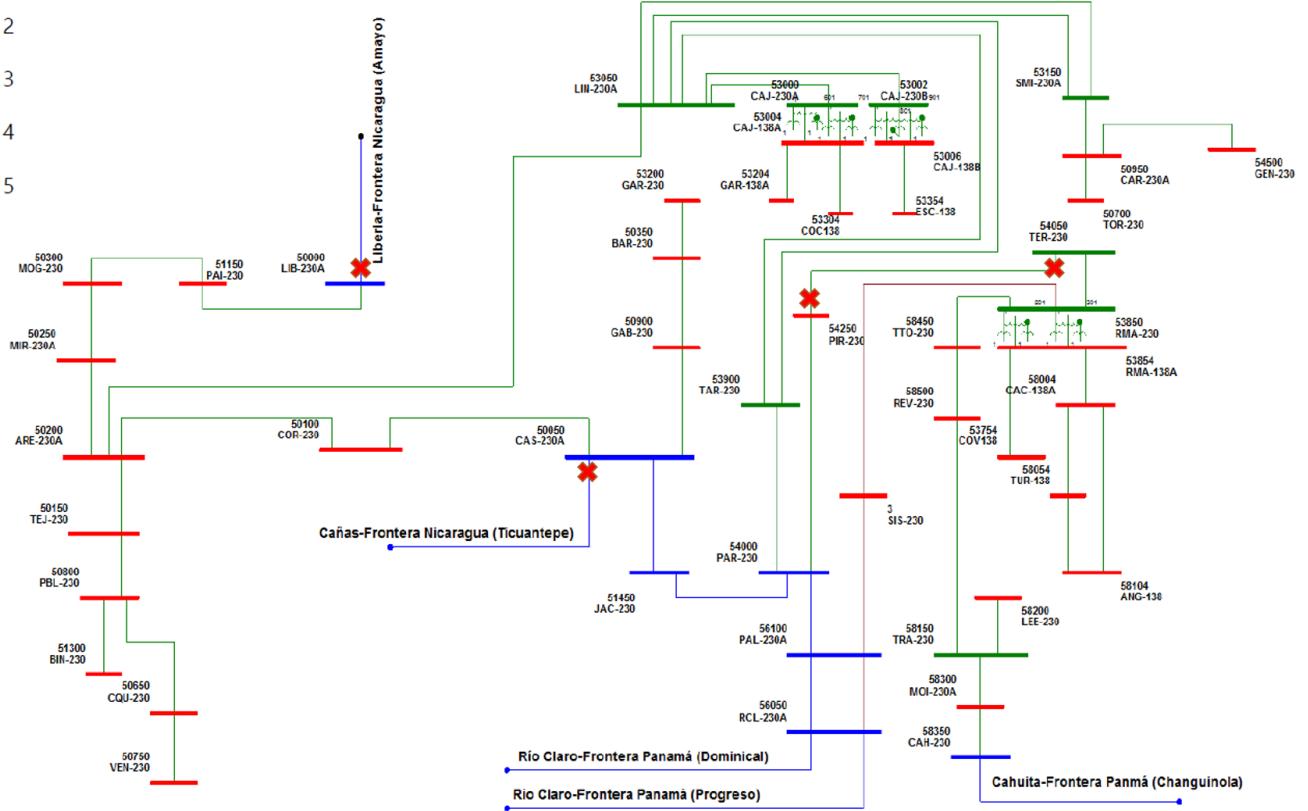 2
3
4
5
Liberia-Frontera Nicaragua (Amayo)
53050
LIN-230A
53000
CAJ-230A
601
701
53002
CAJ-230B
901
801
53004
CAJ-138A
53006
CAJ-138B
53150
SMI-230A
53200
GAR-230
53204
GAR-138A
53304
COC138
53354
ESC-138
50950
CAR-230A
54500
GEN-230
50700
TOR-230
50300
MOG-230
51150
PAI-230
50000
LIB-230A
50350
BAR-230
54050
TER-230
201
301
50250
MIR-230A
50900
GAB-230
54250
PIR-230
58450
TTO-230
53850
RMA-230
53854
RMA-138A
53900
TAR-230
58500
REV-230
58004
CAC-138A
50200
ARE-230A
50100
COR-230
50050
CAS-230A
53754
COV138
58054
TUR-138
50150
TEJ-230
Cañas-Frontera Nicaragua (Ticuantepe)
3
SIS-230
50800
PBL-230
51450
JAC-230
54000
PAR-230
58104
ANG-138
58200
LEE-230
51300
BIN-230
56100
PAL-230A
58150
TRA-230
50650
CQU-230
58300
MOI-230A
56050
RCL-230A
58350
CAH-230
50750
VEN-230
Río Claro-Frontera Panamá (Dominical)
Río Claro-Frontera Panamá (Progreso)
Cahuita-Frontera Panmá (Changuinola)